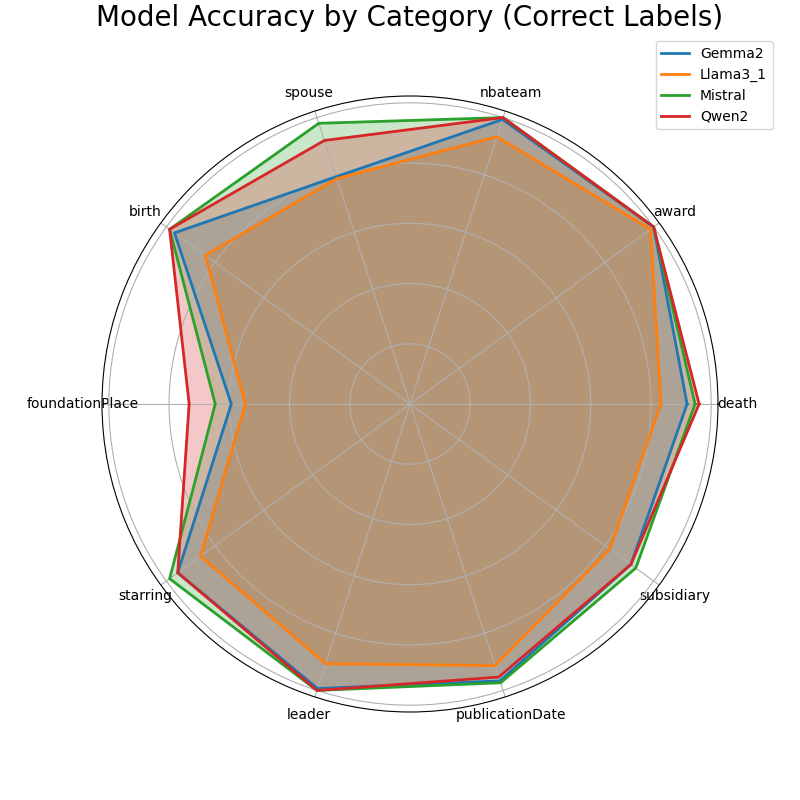 Model Accuracy by Category (Correct Labels)
Gemma2
Llama3_1
Mistral
Qwen2
spouse
nbateam
birth
award
foundationPlace
death
starring
subsidiary
leader
publicationDate